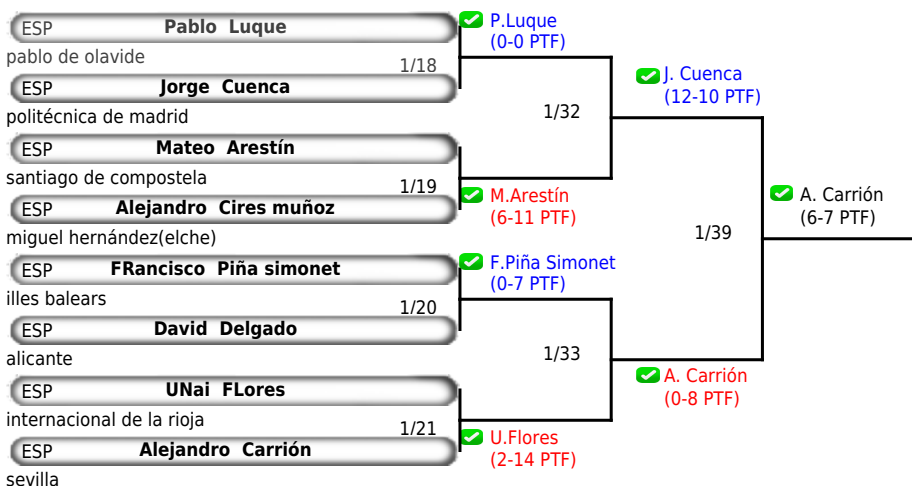 ESP Pablo Luque
pablo de olavide
1/18
ESP Jorge Cuenca
politécnica de madrid
ESP Mateo Arestín
santiago de compostela
1/19
ESP Alejandro Cires muñoz
miguel hernández(elche)
ESP FRancisco Piña simonet
illes balears
1/20
ESP David Delgado
alicante
ESP UNai FLores
internacional de la rioja
1/21
ESP Alejandro Carrión
sevilla
P.Luque
(0-0 PTF)
1/32
M.Arestín
(6-11 PTF)
F.Piña Simonet
(0-7 PTF)
1/33
U.Flores
(2-14 PTF)
J. Cuenca
(12-10 PTF)
1/39
A. Carrión
(0-8 PTF)
A. Carrión
(6-7 PTF)